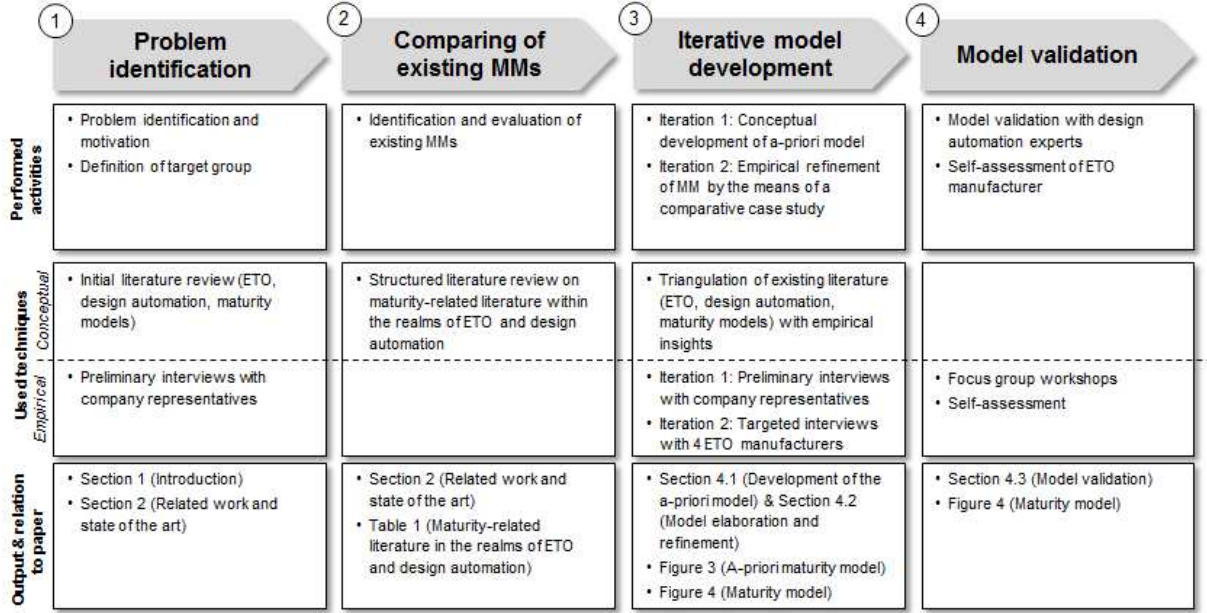 1
Problem
identification
2
Comparing of
existing MMs
3
Iterative model
development
4
Model validation
Performed
activities
• Problem identification and
motivation
• Definition of target group
• Identification and evaluation of
existing MMs
• Iteration 1: Conceptual
development of a-priori model
• Iteration 2: Empirical refinement
of MM by the means of a
comparative case study
• Model validation with design
automation experts
• Self-assessment of ETO
manufacturer
Used techniques
Conceptual
• Initial literature review (ETO,
design automation, maturity
models)
• Structured literature review on
maturity-related literature within
the realms of ETO and design
automation
• Triangulation of existing literature
(ETO, design automation,
maturity models) with empirical
insights
Empirical
• Preliminary interviews with
company representatives
• Iteration 1: Preliminary interviews
with company representatives
• Iteration 2: Targeted interviews
with 4 ETO manufacturers
• Focus group workshops
• Self-assessment
Output & relation
to paper
• Section 1 (Introduction)
• Section 2 (Related work and
state of the art)
• Section 2 (Related work and
state of the art)
• Table 1 (Maturity-related
literature in the realms of ETO
and design automation)
• Section 4.1 (Development of the
a-priori model) & Section 4.2
(Model elaboration and
refinement)
• Figure 3 (A-priori maturity model)
• Figure 4 (Maturity model)
• Section 4.3 (Model validation)
• Figure 4 (Maturity model)